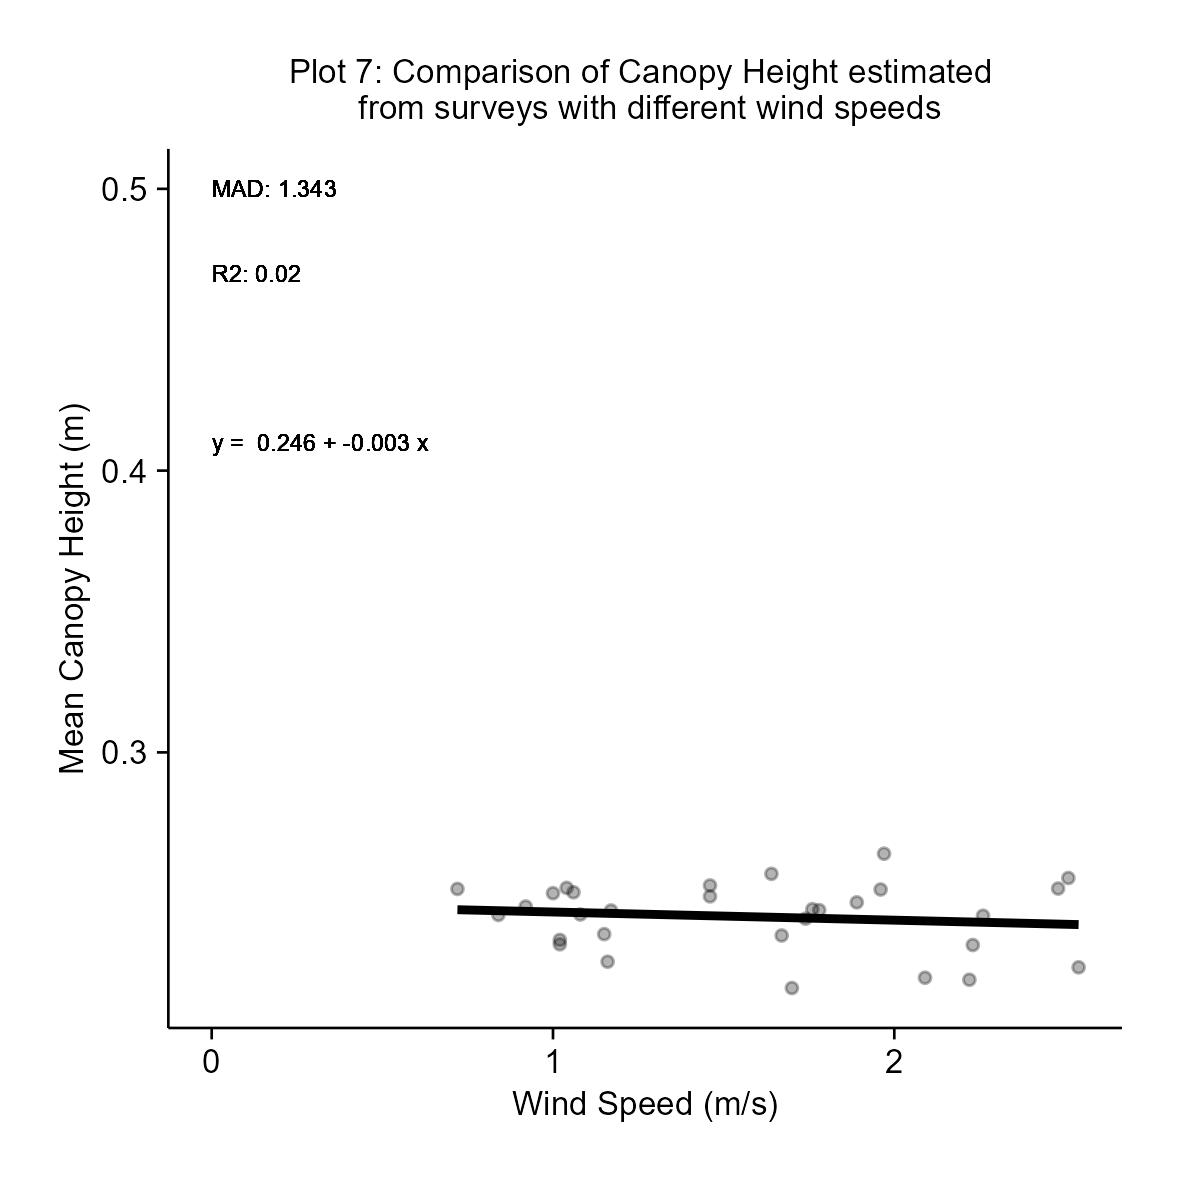 Plot 7: Comparison of Canopy Height estimated
from surveys with different wind speeds
0.5
MAD: 1.343
R2: 0.02
y =  0.246 + -0.003 x
0.4
Mean Canopy Height (m)
0.3
0
1
2
Wind Speed (m/s)